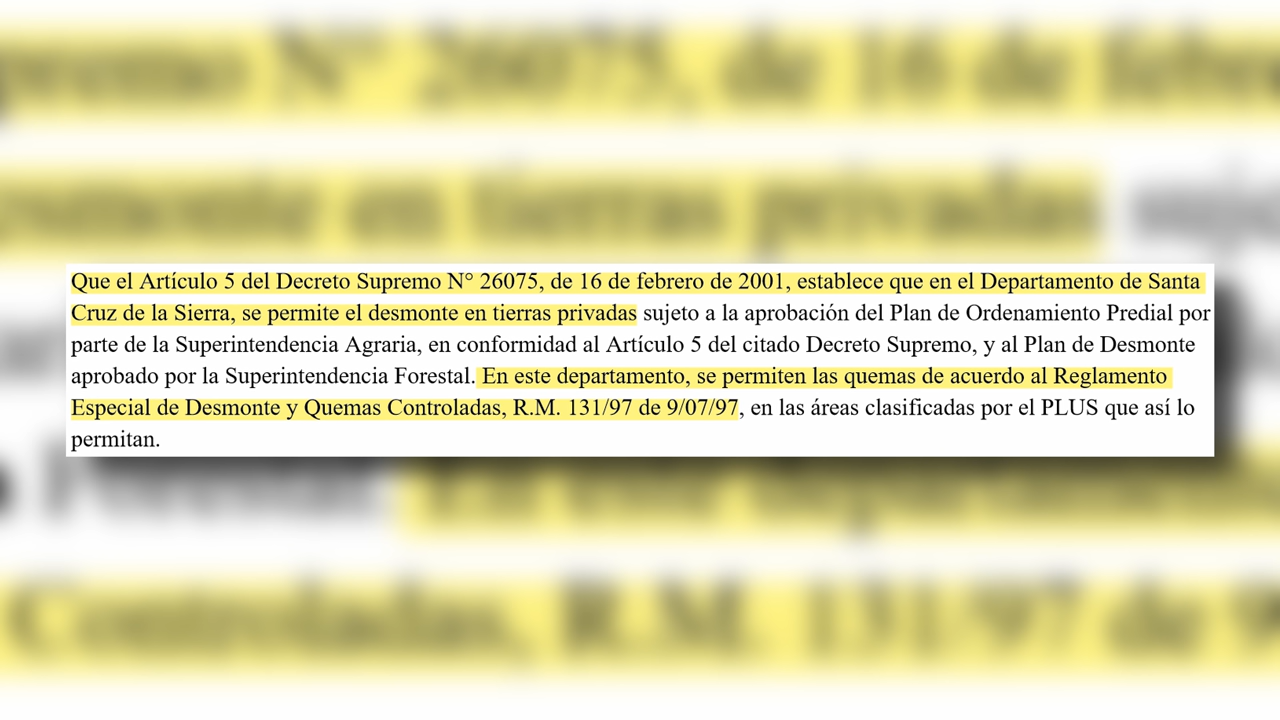 Que el Artículo 5 del Decreto Supremo N° 26075, de 16 de febrero de 2001, establece que en el Departamento de Santa
Cruz de la Sierra, se permite el desmonte en tierras privadas sujeto a la aprobación del Plan de Ordenamiento Predial por
parte de la Superintendencia Agraria, en conformidad al Artículo 5 del citado Decreto Supremo, y al Plan de Desmonte
aprobado por la Superintendencia Forestal. En este departamento, se permiten las quemas de acuerdo al Reglamento
Especial de Desmonte y Quemas Controladas, R.M. 131/97 de 9/07/97, en las áreas clasificadas por el PLUS que así lo
permitan.